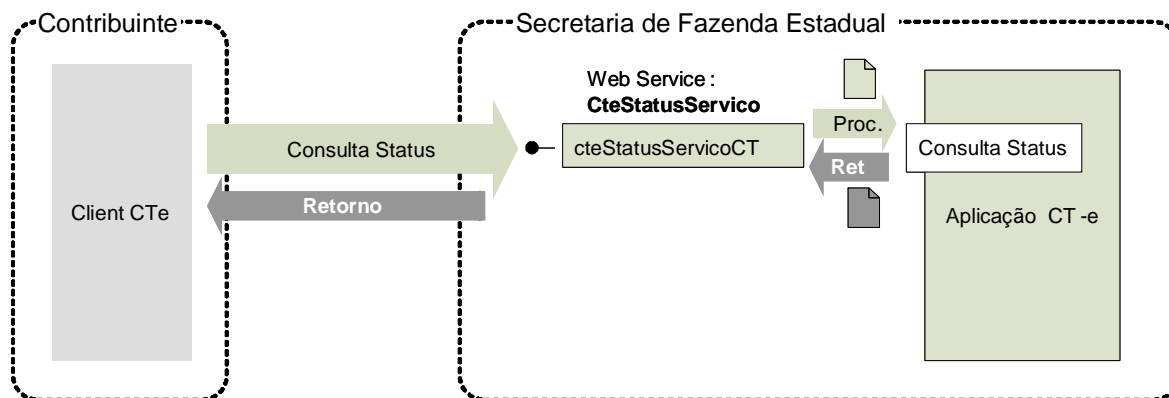 Contribuinte
Secretaria de Fazenda Estadual
Web Service :
CteStatusServico
Proc.
Consulta Status
cteStatusServicoCT
Consulta Status
Ret
Client CTe
Retorno
Aplicação CT -e